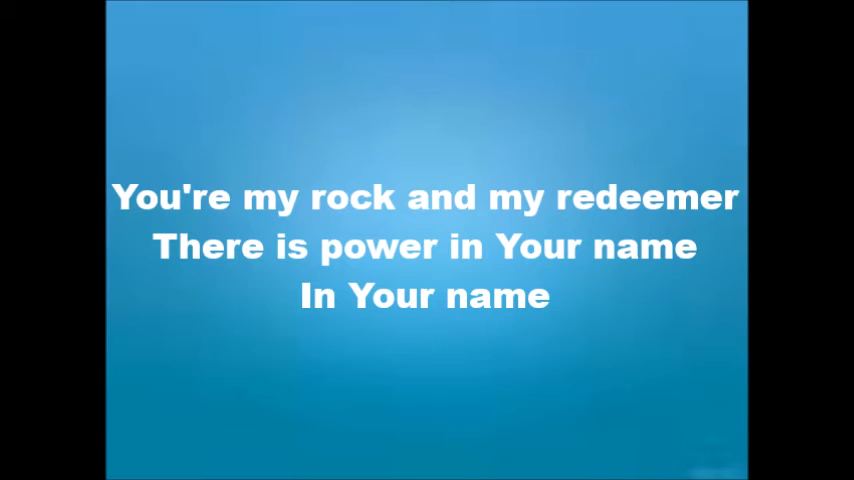 You're my rock and my redeemer
There is power in Your name
In Your name